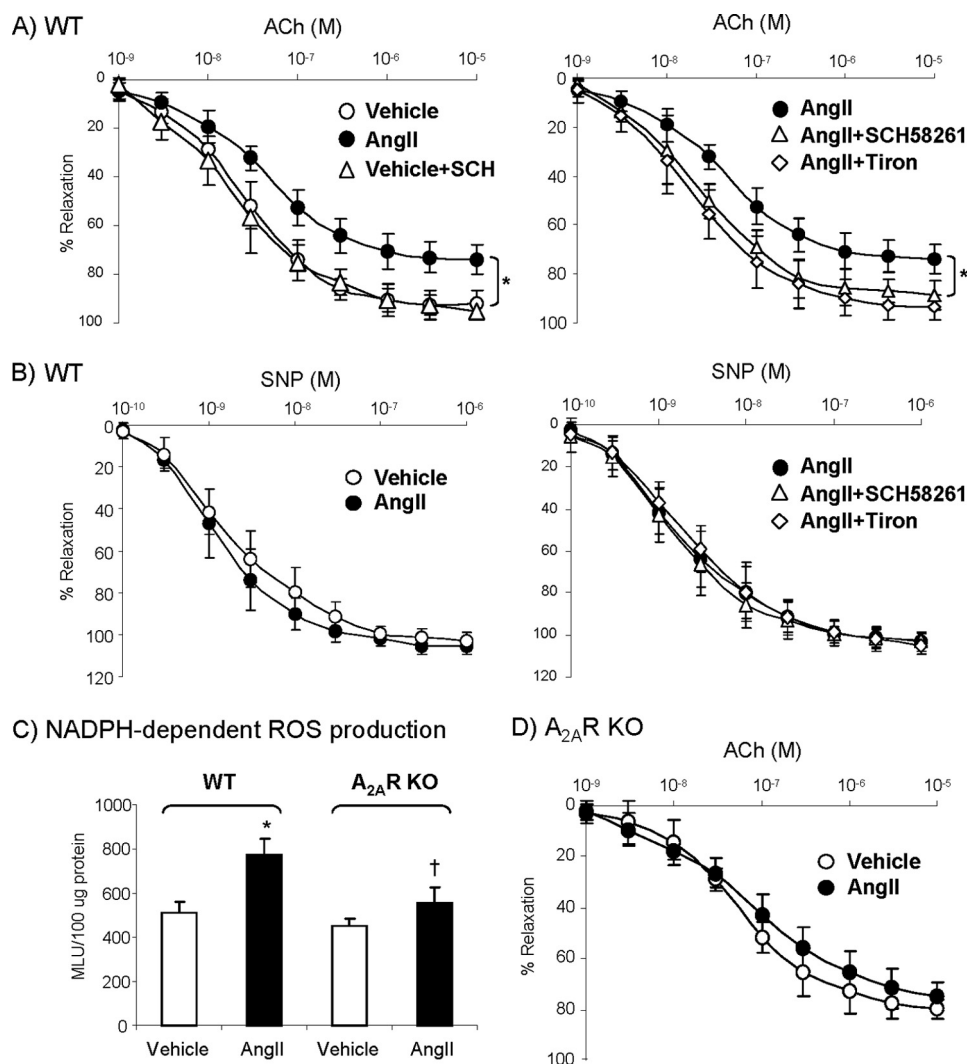 A) WT
ACh (M)
10⁻⁹ 10⁻⁸ 10⁻⁷ 10⁻⁶ 10⁻⁵
0
20
40
60
80
100
% Relaxation
Vehicle
AngII
Vehicle+SCH
*
ACh (M)
10⁻⁹ 10⁻⁸ 10⁻⁷ 10⁻⁶ 10⁻⁵
0
20
40
60
80
100
% Relaxation
AngII
AngII+SCH58261
AngII+Tiron
*
B) WT
SNP (M)
10⁻¹⁰ 10⁻⁹ 10⁻⁸ 10⁻⁷ 10⁻⁶
0
20
40
60
80
100
120
% Relaxation
Vehicle
AngII
SNP (M)
10⁻¹⁰ 10⁻⁹ 10⁻⁸ 10⁻⁷ 10⁻⁶
0
20
40
60
80
100
120
% Relaxation
AngII
AngII+SCH58261
AngII+Tiron
C) NADPH-dependent ROS production
WT A₂ₐR KO
1000
800
600
400
200
0
MLU/100 ug protein
* †
Vehicle AngII Vehicle AngII
D) A₂ₐR KO
ACh (M)
10⁻⁹ 10⁻⁸ 10⁻⁷ 10⁻⁶ 10⁻⁵
0
20
40
60
80
100
% Relaxation
Vehicle
AngII